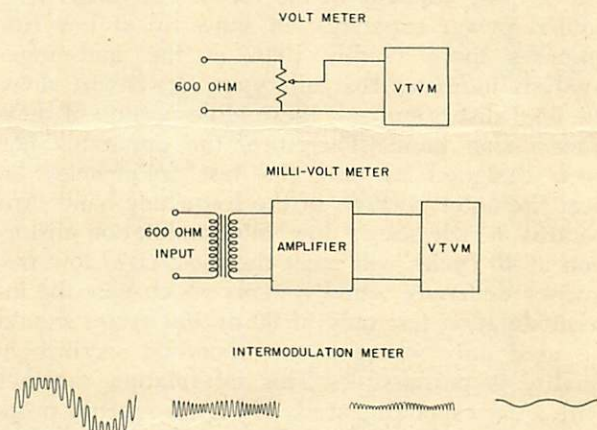 VOLT METER
600 OHM
VTVM
MILLI-VOLT METER
600 OHM
INPUT
AMPLIFIER
VTVM
INTERMODULATION METER